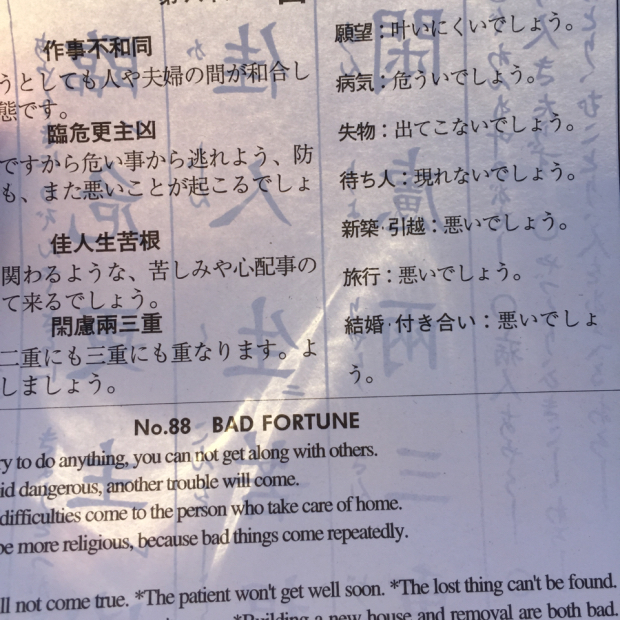 作事不和同
うとしても人や夫婦の間が和合し
態です。
臨危更主凶
ですから危い事から逃れよう、防
も、また悪いことが起こるでしょ
佳人生苦根
関わるような、苦しみや心配事の
て来るでしょう。
閑慮兩三重
二重にも三重にも重なります。よ
しましょう。
願望：叶いにくいでしょう。
病気：危ういでしょう。
失物：出てこないでしょう。
待ち人：現れないでしょう。
新築·引越：悪いでしょう。
旅行：悪いでしょう。
結婚·付き合い：悪いでしょ
う。
No.88 BAD FORTUNE
ry to do anything, you can not get along with others.
id dangerous, another trouble will come.
difficulties come to the person who take care of home.
be more religious, because bad things come repeatedly.
ll not come true. *The patient won't get well soon. *The lost thing can't be found.
*Building a new house and removal are both bad.